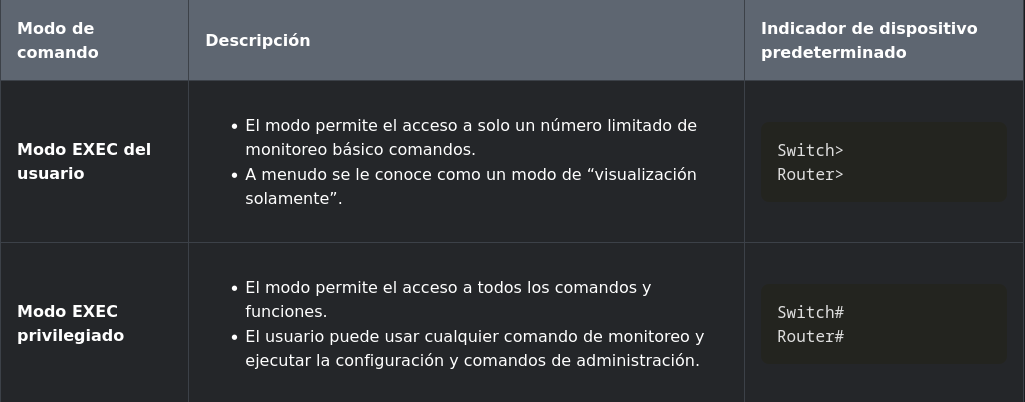 Modo de
comando
Descripción
Indicador de dispositivo
predeterminado
Modo EXEC del
usuario
• El modo permite el acceso a solo un número limitado de
monitoreo básico comandos.
• A menudo se le conoce como un modo de “visualización
solamente”.
Switch>
Router>
Modo EXEC
privilegiado
• El modo permite el acceso a todos los comandos y
funciones.
• El usuario puede usar cualquier comando de monitoreo y
ejecutar la configuración y comandos de administración.
Switch#
Router#